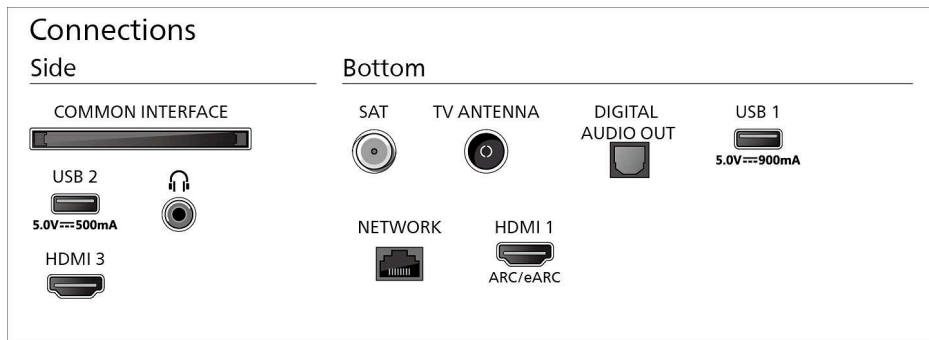 Connections
Side
COMMON INTERFACE
USB 2
5.0V⎓500mA
HDMI 3
Bottom
SAT
TV ANTENNA
DIGITAL
AUDIO OUT
USB 1
5.0V⎓900mA
NETWORK
HDMI 1
ARC/eARC